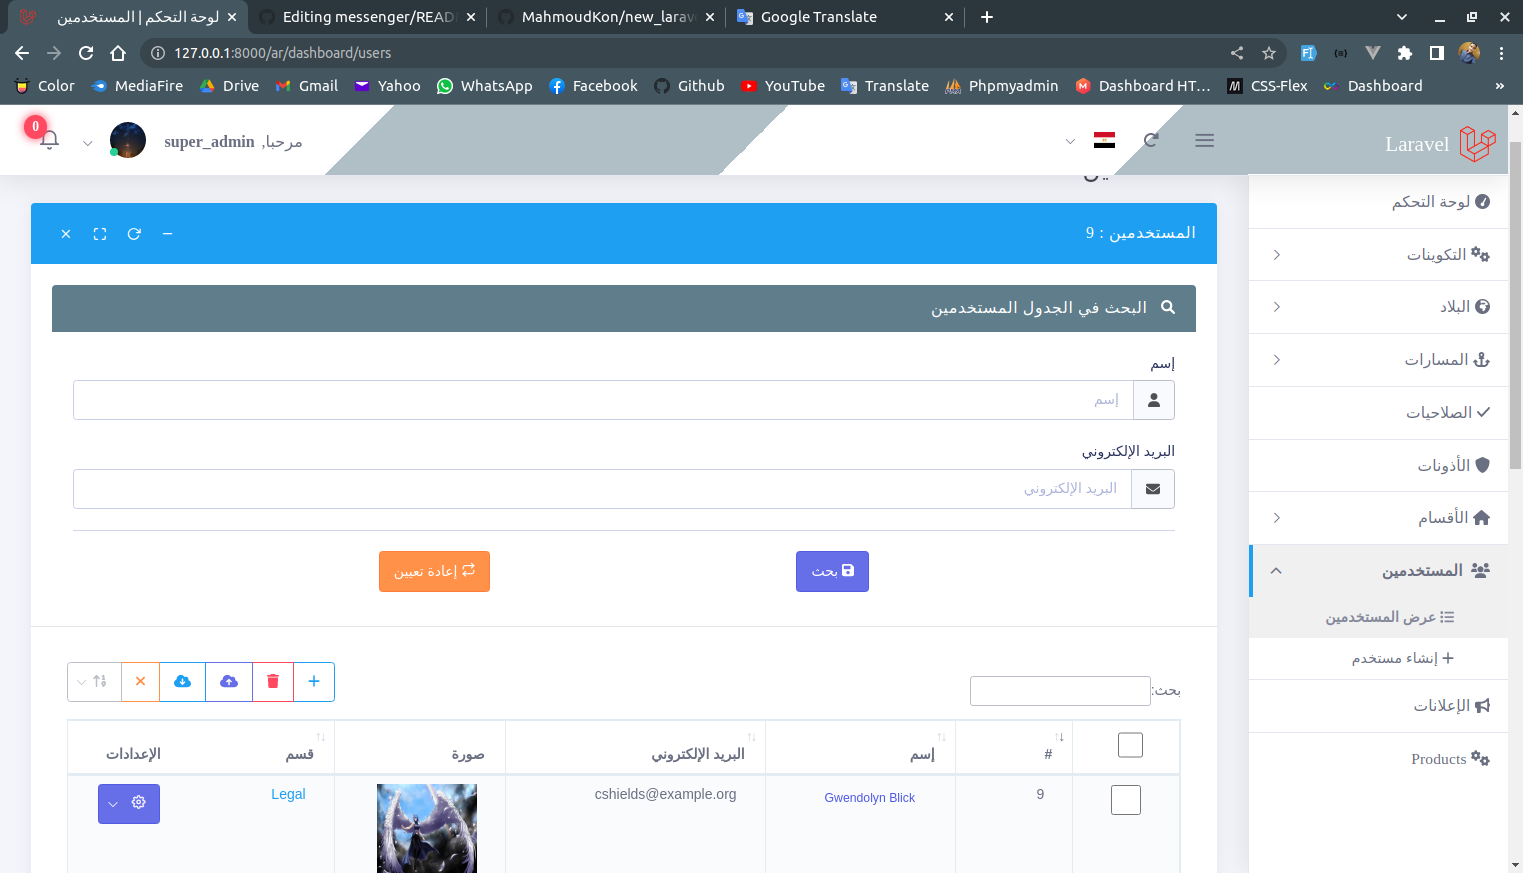 لوحة التحكم | المستخدمين
Editing messenger/READ
MahmoudKon/new_larav
Google Translate
127.0.0.1:8000/ar/dashboard/users
Color
MediaFire
Drive
Gmail
Yahoo
WhatsApp
Facebook
Github
YouTube
Translate
Phpmyadmin
Dashboard HT...
CSS-Flex
Dashboard
»
Laravel
مرحبا, super_admin
0
لوحة التحكم
التكوينات
البلاد
المسارات
الصلاحيات
الأذونات
الأقسام
المستخدمين
عرض المستخدمين
إنشاء مستخدم
الإعلانات
Products
المستخدمين : 9
البحث في الجدول المستخدمين
إسم
إسم
البريد الإلكتروني
البريد الإلكتروني
بحث
إعادة تعيين
بحث:
# إسم البريد الإلكتروني صورة قسم الإعدادات
9 Gwendolyn Blick cshields@example.org Legal